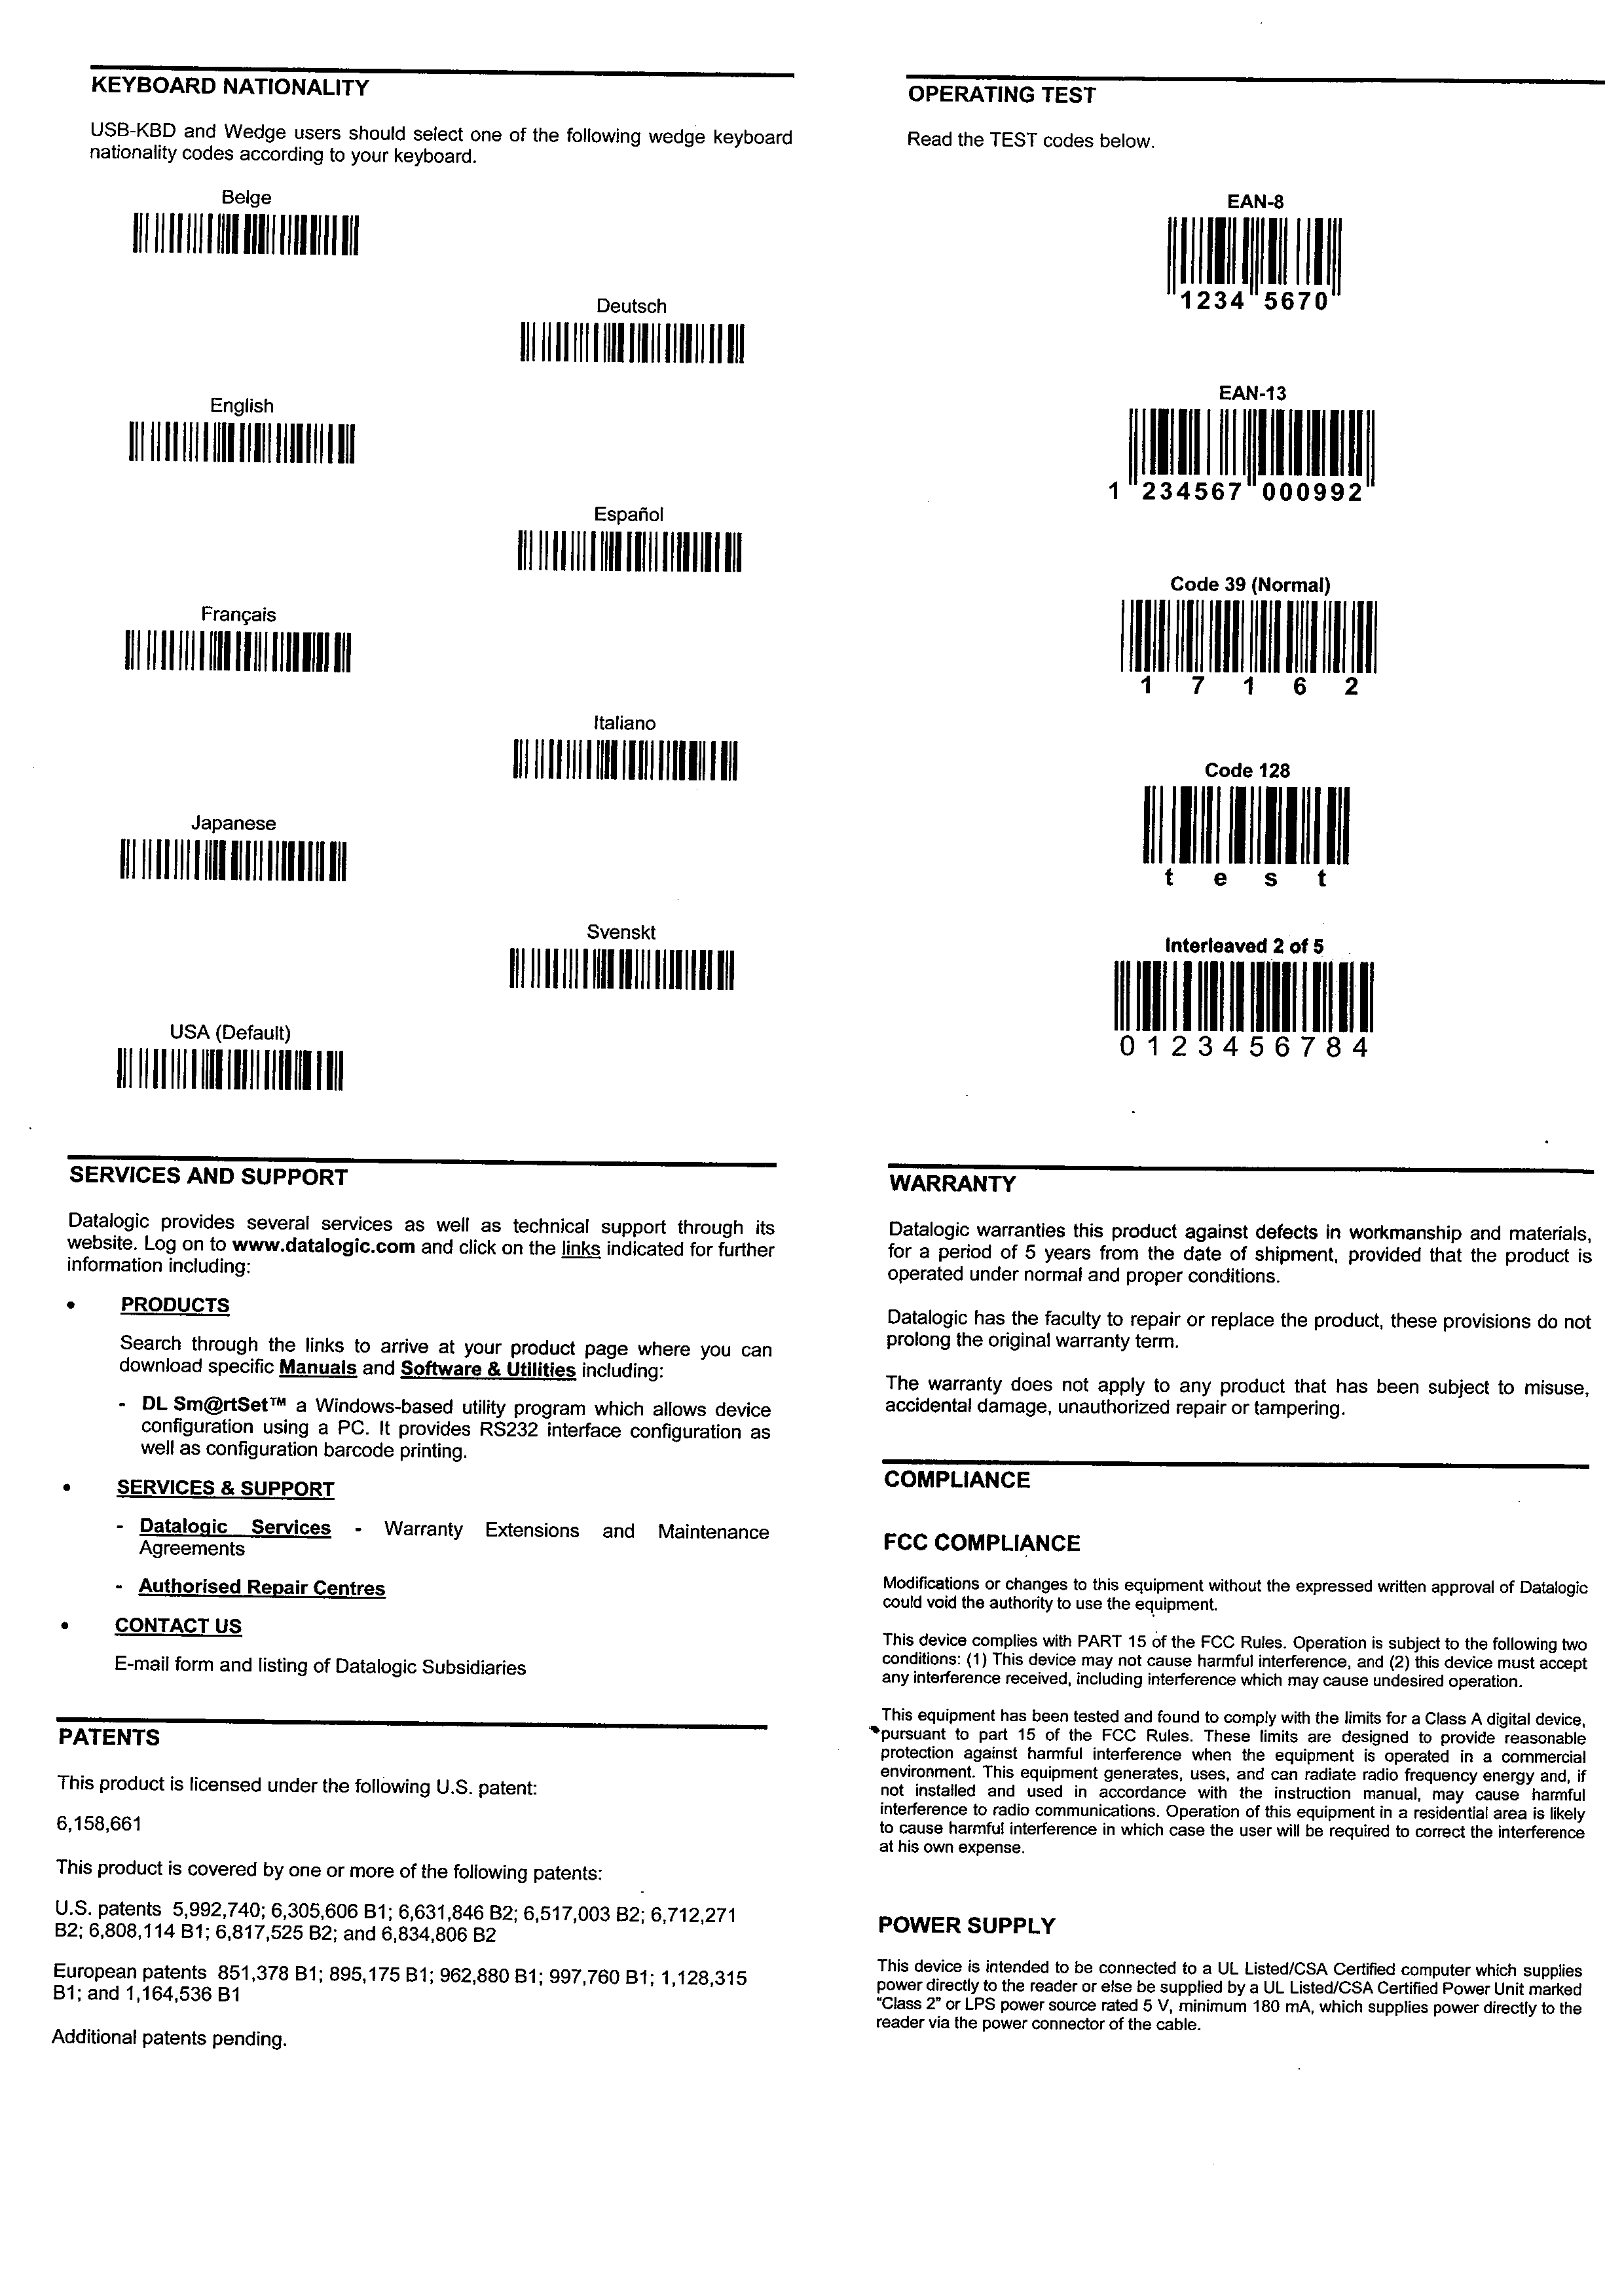 KEYBOARD NATIONALITY
USB-KBD and Wedge users should select one of the following wedge keyboard
nationality codes according to your keyboard.
Belge
Deutsch
English
Español
Français
Italiano
Japanese
Svenskt
USA (Default)
OPERATING TEST
Read the TEST codes below.
EAN-8
1234 5670
EAN-13
1 234567 000992
Code 39 (Normal)
1 7 1 6 2
Code 128
t e s t
Interleaved 2 of 5
0 1 2 3 4 5 6 7 8 4
SERVICES AND SUPPORT
Datalogic provides several services as well as technical support through its
website. Log on to www.datalogic.com and click on the links indicated for further
information including:
• PRODUCTS
Search through the links to arrive at your product page where you can
download specific Manuals and Software & Utilities including:
- DL Sm@rtSet™ a Windows-based utility program which allows device
configuration using a PC. It provides RS232 interface configuration as
well as configuration barcode printing.
• SERVICES & SUPPORT
- Datalogic Services - Warranty Extensions and Maintenance
Agreements
- Authorised Repair Centres
• CONTACT US
E-mail form and listing of Datalogic Subsidiaries
PATENTS
This product is licensed under the following U.S. patent:
6,158,661
This product is covered by one or more of the following patents:
U.S. patents 5,992,740; 6,305,606 B1; 6,631,846 B2; 6,517,003 B2; 6,712,271
B2; 6,808,114 B1; 6,817,525 B2; and 6,834,806 B2
European patents 851,378 B1; 895,175 B1; 962,880 B1; 997,760 B1; 1,128,315
B1; and 1,164,536 B1
Additional patents pending.
WARRANTY
Datalogic warranties this product against defects in workmanship and materials,
for a period of 5 years from the date of shipment, provided that the product is
operated under normal and proper conditions.
Datalogic has the faculty to repair or replace the product, these provisions do not
prolong the original warranty term.
The warranty does not apply to any product that has been subject to misuse,
accidental damage, unauthorized repair or tampering.
COMPLIANCE
FCC COMPLIANCE
Modifications or changes to this equipment without the expressed written approval of Datalogic
could void the authority to use the equipment.
This device complies with PART 15 of the FCC Rules. Operation is subject to the following two
conditions: (1) This device may not cause harmful interference, and (2) this device must accept
any interference received, including interference which may cause undesired operation.
This equipment has been tested and found to comply with the limits for a Class A digital device,
pursuant to part 15 of the FCC Rules. These limits are designed to provide reasonable
protection against harmful interference when the equipment is operated in a commercial
environment. This equipment generates, uses, and can radiate radio frequency energy and, if
not installed and used in accordance with the instruction manual, may cause harmful
interference to radio communications. Operation of this equipment in a residential area is likely
to cause harmful interference in which case the user will be required to correct the interference
at his own expense.
POWER SUPPLY
This device is intended to be connected to a UL Listed/CSA Certified computer which supplies
power directly to the reader or else be supplied by a UL Listed/CSA Certified Power Unit marked
“Class 2” or LPS power source rated 5 V, minimum 180 mA, which supplies power directly to the
reader via the power connector of the cable.